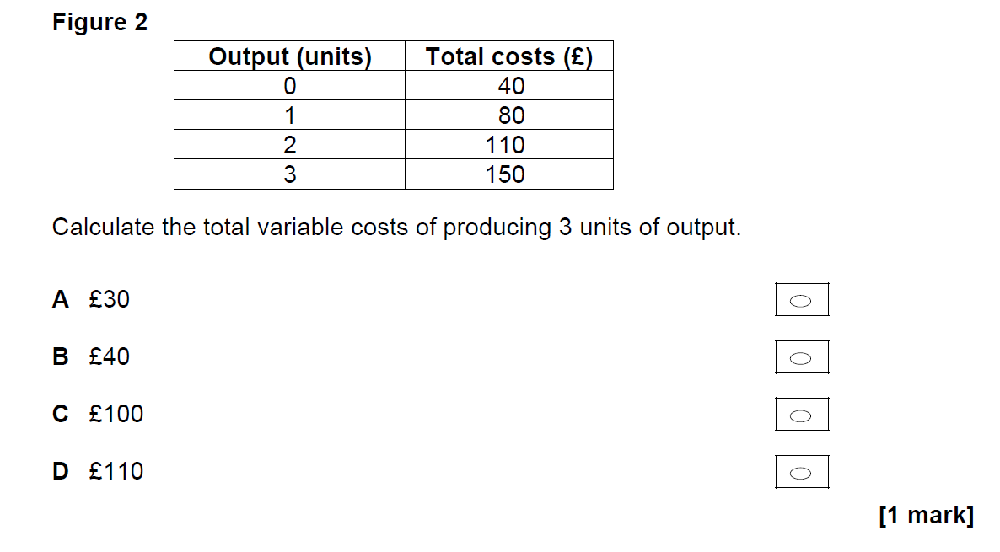 Figure 2
Output (units) Total costs (£)
0 40
1 80
2 110
3 150
Calculate the total variable costs of producing 3 units of output.
A £30
B £40
C £100
D £110
[1 mark]